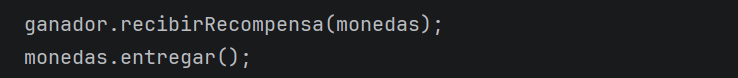 ganador.recibirRecompensa(monedas);
monedas.entregar();